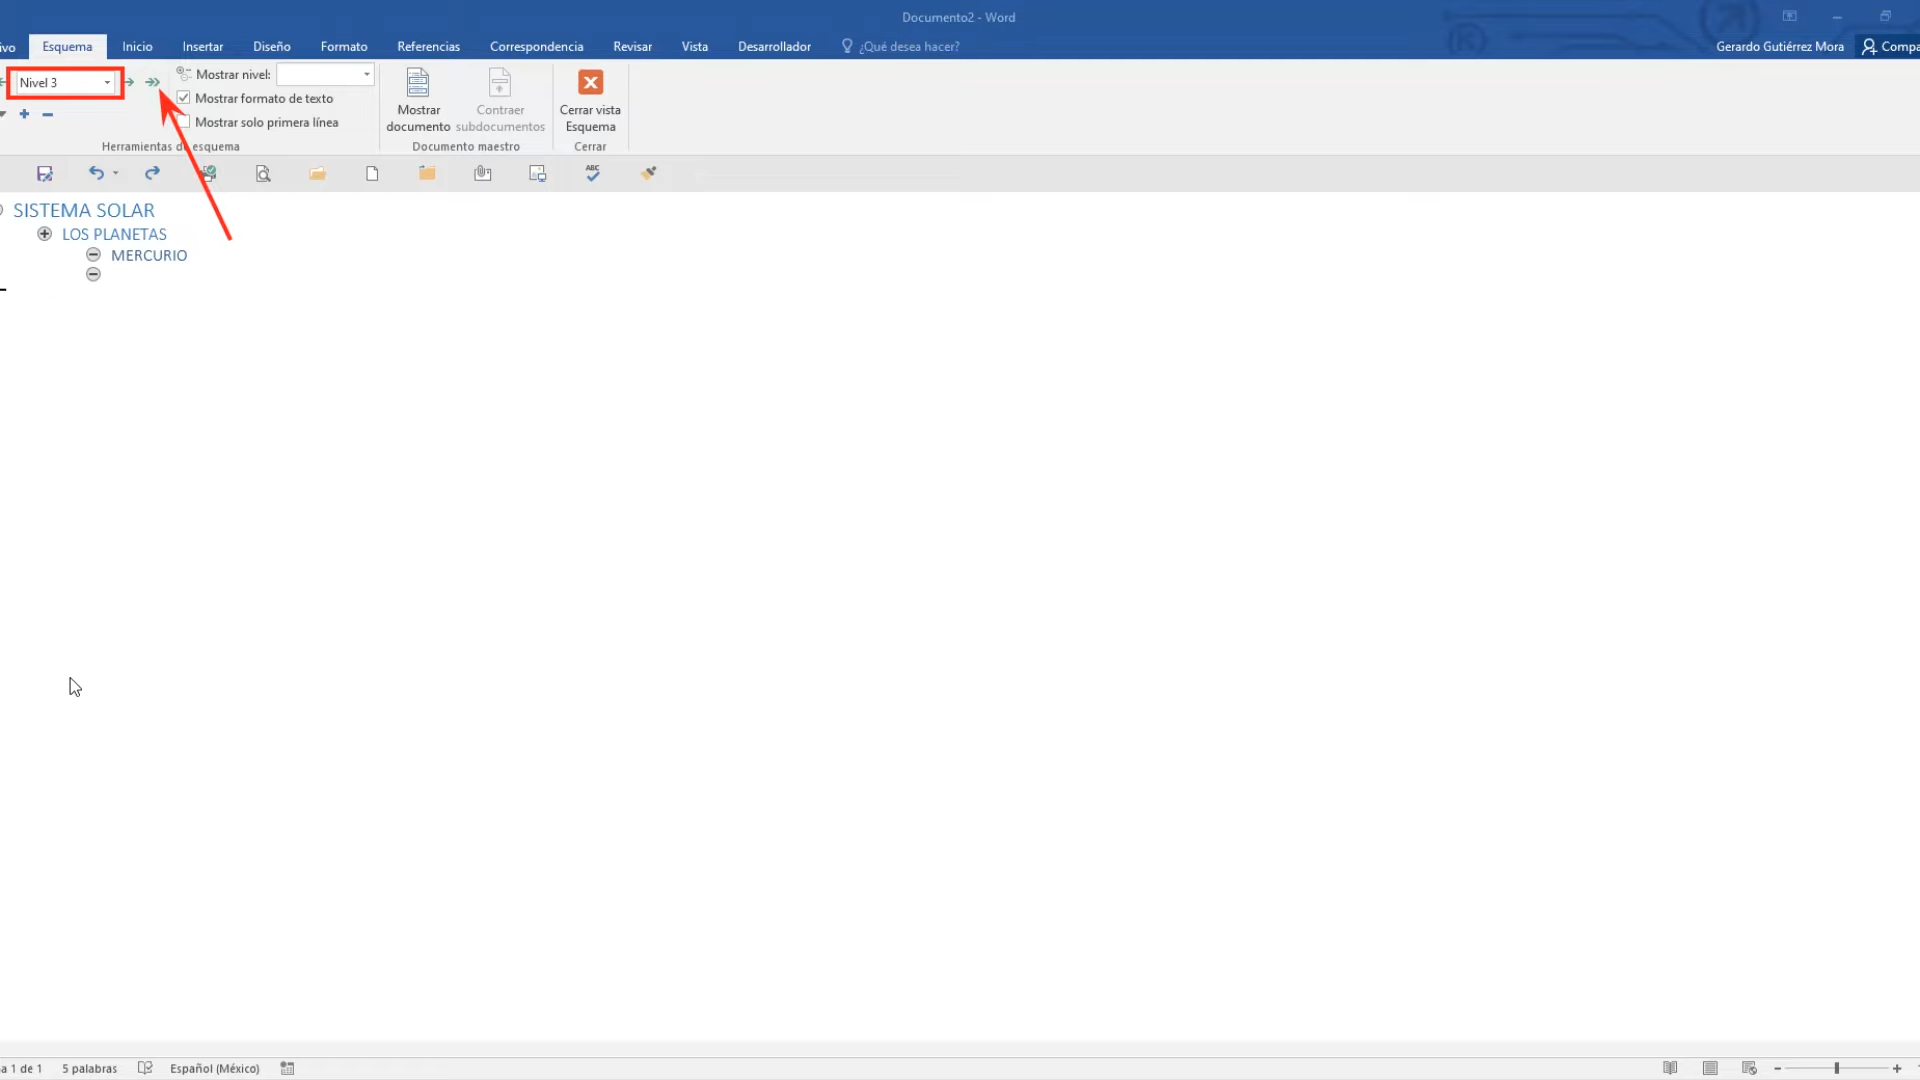 Documento2 - Word
ivo Esquema Inicio Insertar Diseño Formato Referencias Correspondencia Revisar Vista Desarrollador ¿Qué desea hacer? Gerardo Gutiérrez Mora Compa
Nivel 3
Mostrar nivel:
Mostrar formato de texto
Mostrar solo primera línea
Herramientas de esquema
Mostrar documento
Contraer subdocumentos
Documento maestro
Cerrar vista Esquema
Cerrar
ABC
SISTEMA SOLAR
LOS PLANETAS
MERCURIO
a 1 de 1 5 palabras Español (México)